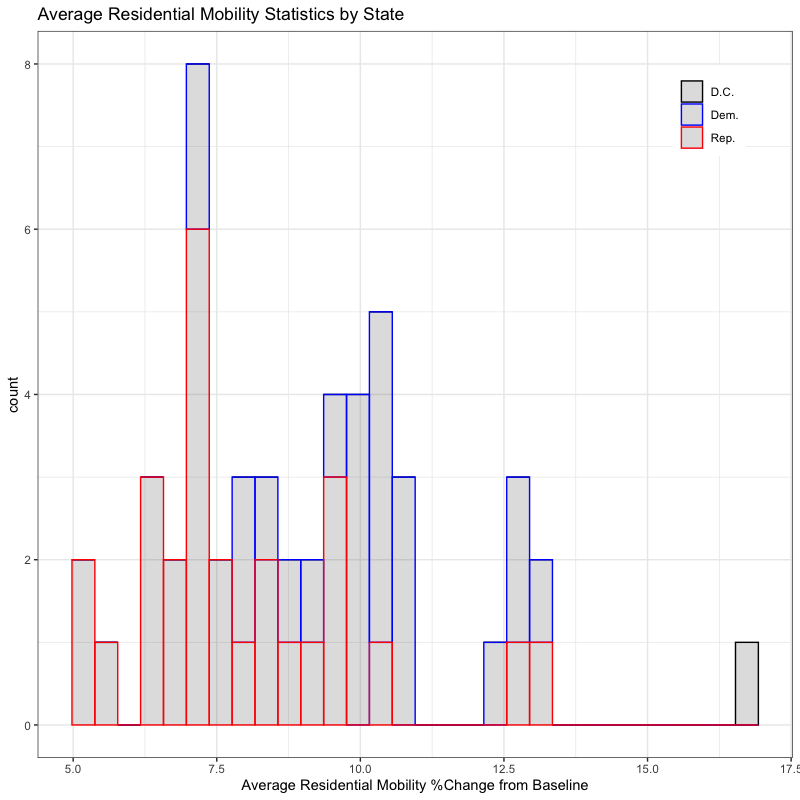 Average Residential Mobility Statistics by State
8
6
4
2
0
count
D.C.
Dem.
Rep.
5.0 7.5 10.0 12.5 15.0 17.5
Average Residential Mobility %Change from Baseline